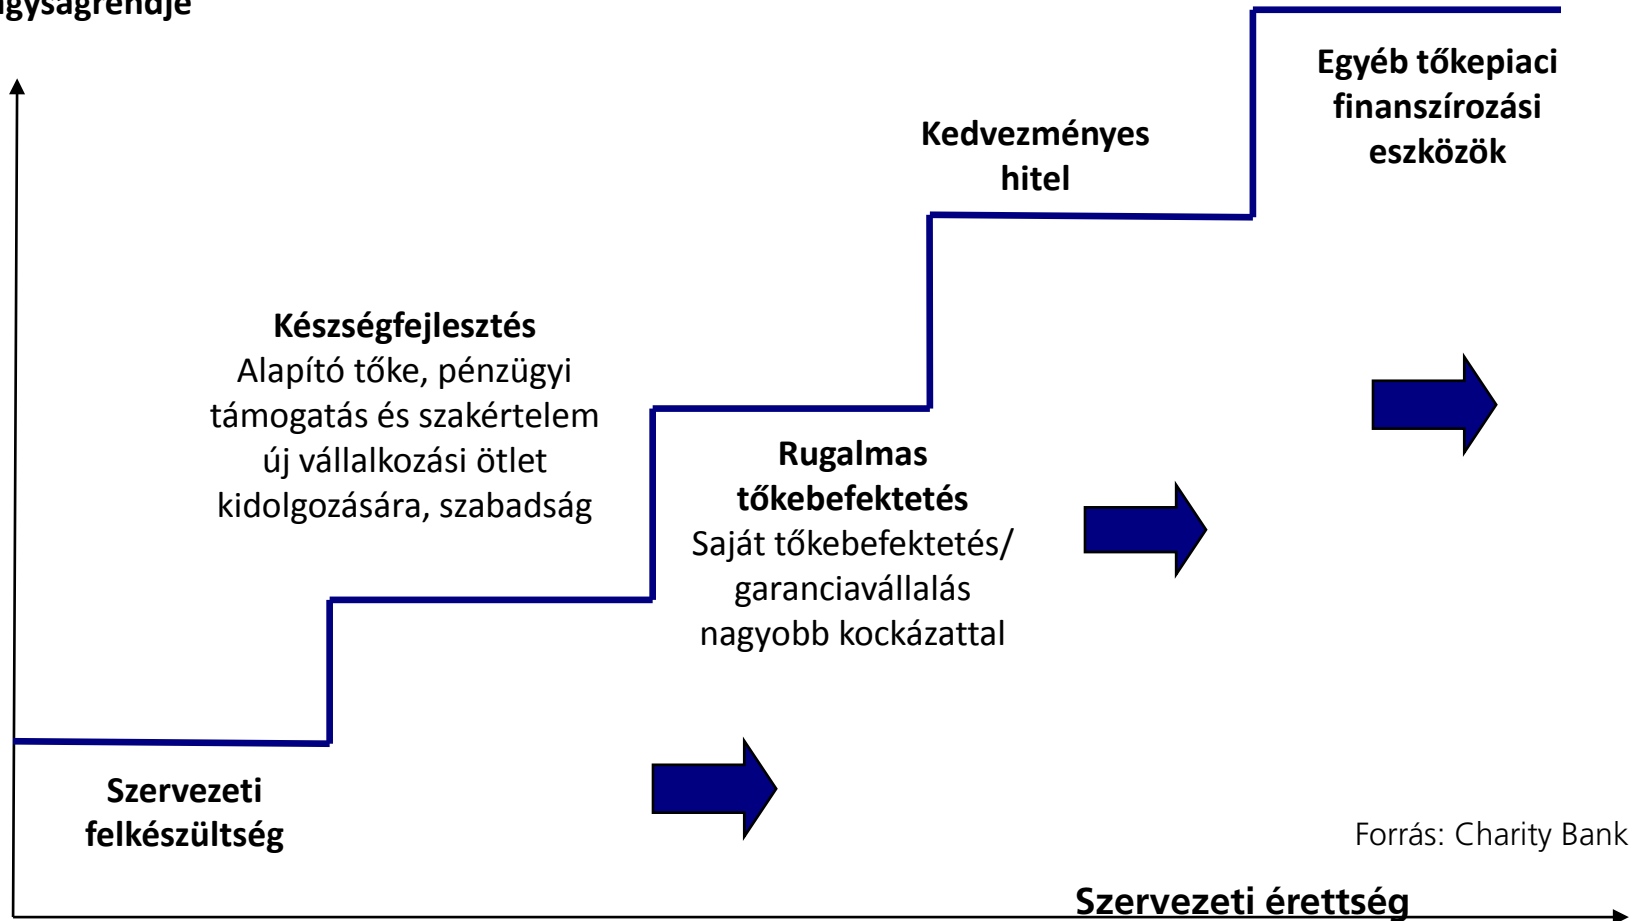 Egyéb tőkepiaci
finanszírozási
eszközök
Kedvezményes
hitel
Készségfejlesztés
Alapító tőke, pénzügyi
támogatás és szakértelem
új vállalkozási ötlet
kidolgozására, szabadság
Rugalmas
tőkebefektetés
Saját tőkebefektetés/
garanciavállalás
nagyobb kockázattal
Szervezeti
felkészültség
Forrás: Charity Bank
Szervezeti érettség